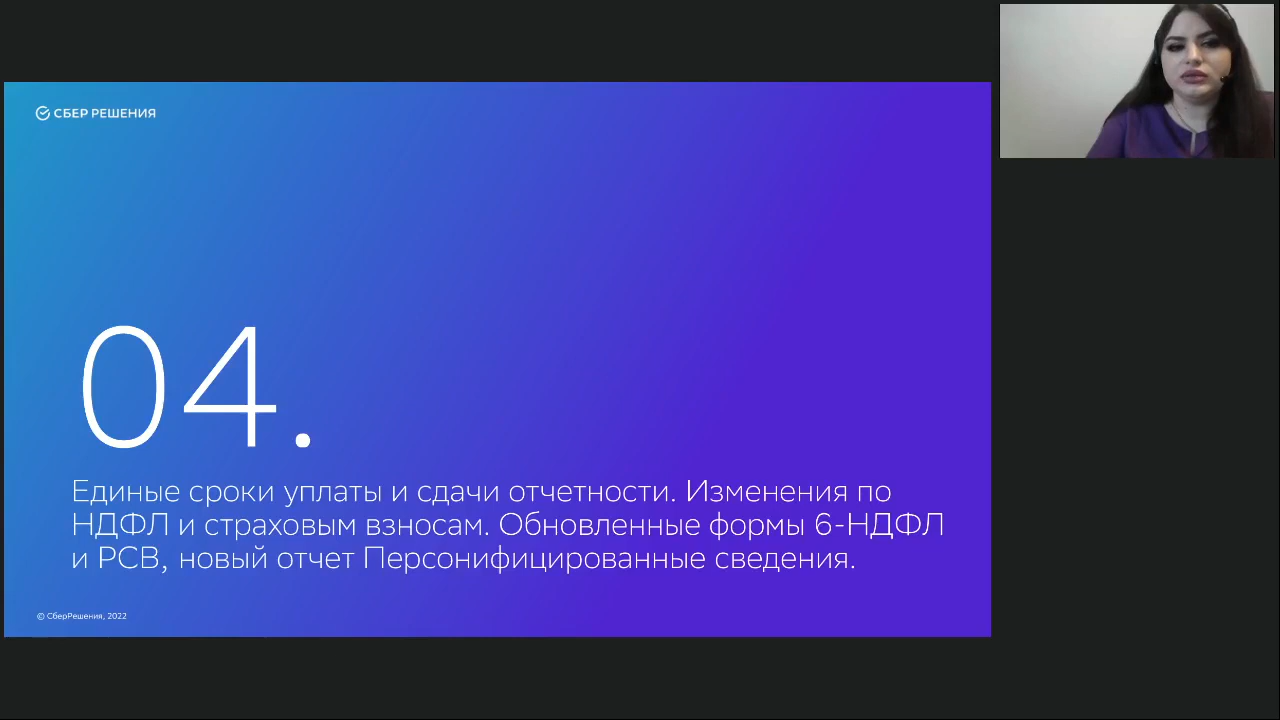 СБЕР РЕШЕНИЯ
04.
Единые сроки уплаты и сдачи отчетности. Изменения по
НДФЛ и страховым взносам. Обновленные формы 6-НДФЛ
и РСВ, новый отчет Персонифицированные сведения.
© СберРешения, 2022